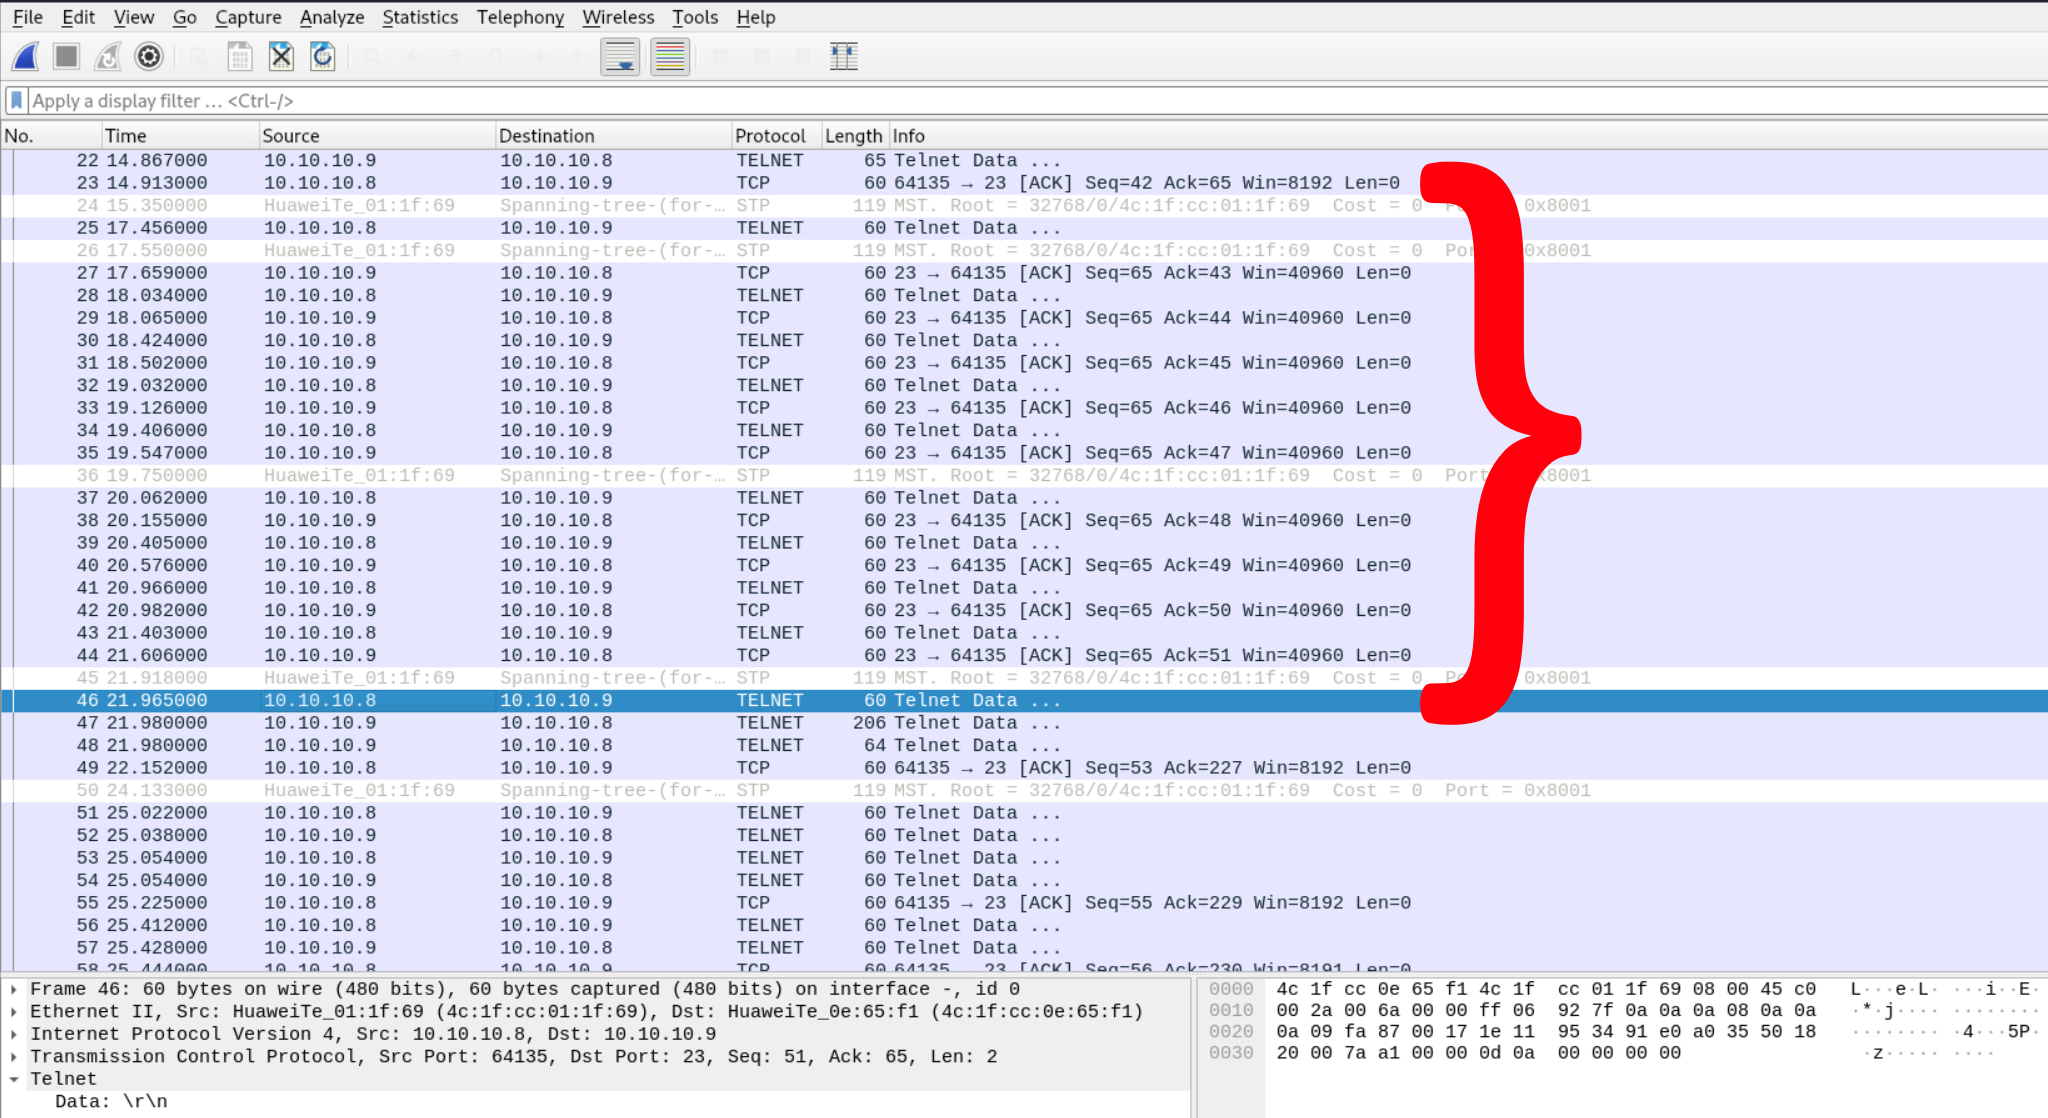 File Edit View Go Capture Analyze Statistics Telephony Wireless Tools Help
Apply a display filter … <Ctrl-/>
No. Time Source Destination Protocol Length Info
22 14.867000 10.10.10.9 10.10.10.8 TELNET 65 Telnet Data ...
23 14.913000 10.10.10.8 10.10.10.9 TCP 60 64135 → 23 [ACK] Seq=42 Ack=65 Win=8192 Len=0
24 15.350000 HuaweiTe_01:1f:69 Spanning-tree-(for-… STP 119 MST. Root = 32768/0/4c:1f:cc:01:1f:69 Cost = 0 0x8001
25 17.456000 10.10.10.8 10.10.10.9 TELNET 60 Telnet Data ...
26 17.550000 HuaweiTe_01:1f:69 Spanning-tree-(for-… STP 119 MST. Root = 32768/0/4c:1f:cc:01:1f:69 Cost = 0 Por 0x8001
27 17.659000 10.10.10.9 10.10.10.8 TCP 60 23 → 64135 [ACK] Seq=65 Ack=43 Win=40960 Len=0
28 18.034000 10.10.10.8 10.10.10.9 TELNET 60 Telnet Data ...
29 18.065000 10.10.10.9 10.10.10.8 TCP 60 23 → 64135 [ACK] Seq=65 Ack=44 Win=40960 Len=0
30 18.424000 10.10.10.8 10.10.10.9 TELNET 60 Telnet Data ...
31 18.502000 10.10.10.9 10.10.10.8 TCP 60 23 → 64135 [ACK] Seq=65 Ack=45 Win=40960 Len=0
32 19.032000 10.10.10.8 10.10.10.9 TELNET 60 Telnet Data ...
33 19.126000 10.10.10.9 10.10.10.8 TCP 60 23 → 64135 [ACK] Seq=65 Ack=46 Win=40960 Len=0
34 19.406000 10.10.10.8 10.10.10.9 TELNET 60 Telnet Data ...
35 19.547000 10.10.10.9 10.10.10.8 TCP 60 23 → 64135 [ACK] Seq=65 Ack=47 Win=40960 Len=0
36 19.750000 HuaweiTe_01:1f:69 Spanning-tree-(for-… STP 119 MST. Root = 32768/0/4c:1f:cc:01:1f:69 Cost = 0 Port 0x8001
37 20.062000 10.10.10.8 10.10.10.9 TELNET 60 Telnet Data ...
38 20.155000 10.10.10.9 10.10.10.8 TCP 60 23 → 64135 [ACK] Seq=65 Ack=48 Win=40960 Len=0
39 20.405000 10.10.10.8 10.10.10.9 TELNET 60 Telnet Data ...
40 20.576000 10.10.10.9 10.10.10.8 TCP 60 23 → 64135 [ACK] Seq=65 Ack=49 Win=40960 Len=0
41 20.966000 10.10.10.8 10.10.10.9 TELNET 60 Telnet Data ...
42 20.982000 10.10.10.9 10.10.10.8 TCP 60 23 → 64135 [ACK] Seq=65 Ack=50 Win=40960 Len=0
43 21.403000 10.10.10.8 10.10.10.9 TELNET 60 Telnet Data ...
44 21.606000 10.10.10.9 10.10.10.8 TCP 60 23 → 64135 [ACK] Seq=65 Ack=51 Win=40960 Len=0
45 21.918000 HuaweiTe_01:1f:69 Spanning-tree-(for-… STP 119 MST. Root = 32768/0/4c:1f:cc:01:1f:69 Cost = 0 0x8001
46 21.965000 10.10.10.8 10.10.10.9 TELNET 60 Telnet Data ...
47 21.980000 10.10.10.9 10.10.10.8 TELNET 206 Telnet Data ...
48 21.980000 10.10.10.9 10.10.10.8 TELNET 64 Telnet Data ...
49 22.152000 10.10.10.8 10.10.10.9 TCP 60 64135 → 23 [ACK] Seq=53 Ack=227 Win=8192 Len=0
50 24.133000 HuaweiTe_01:1f:69 Spanning-tree-(for-… STP 119 MST. Root = 32768/0/4c:1f:cc:01:1f:69 Cost = 0 Port = 0x8001
51 25.022000 10.10.10.8 10.10.10.9 TELNET 60 Telnet Data ...
52 25.038000 10.10.10.9 10.10.10.8 TELNET 60 Telnet Data ...
53 25.054000 10.10.10.8 10.10.10.9 TELNET 60 Telnet Data ...
54 25.054000 10.10.10.9 10.10.10.8 TELNET 60 Telnet Data ...
55 25.225000 10.10.10.8 10.10.10.9 TCP 60 64135 → 23 [ACK] Seq=55 Ack=229 Win=8192 Len=0
56 25.412000 10.10.10.8 10.10.10.9 TELNET 60 Telnet Data ...
57 25.428000 10.10.10.9 10.10.10.8 TELNET 60 Telnet Data ...
58 25.444000 10.10.10.8 10.10.10.9 TCP 60 64135 → 23 [ACK] Seq=56 Ack=230 Win=8191 Len=0
Frame 46: 60 bytes on wire (480 bits), 60 bytes captured (480 bits) on interface -, id 0
Ethernet II, Src: HuaweiTe_01:1f:69 (4c:1f:cc:01:1f:69), Dst: HuaweiTe_0e:65:f1 (4c:1f:cc:0e:65:f1)
Internet Protocol Version 4, Src: 10.10.10.8, Dst: 10.10.10.9
Transmission Control Protocol, Src Port: 64135, Dst Port: 23, Seq: 51, Ack: 65, Len: 2
Telnet
Data: \r\n
0000 4c 1f cc 0e 65 f1 4c 1f cc 01 1f 69 08 00 45 c0 L···e·L· ···i··E·
0010 00 2a 00 6a 00 00 ff 06 92 7f 0a 0a 0a 08 0a 0a ·*·j···· ········
0020 0a 09 fa 87 00 17 1e 11 95 34 91 e0 a0 35 50 18 ········ ·4···5P·
0030 20 00 7a a1 00 00 0d 0a 00 00 00 00 ·z····· ····